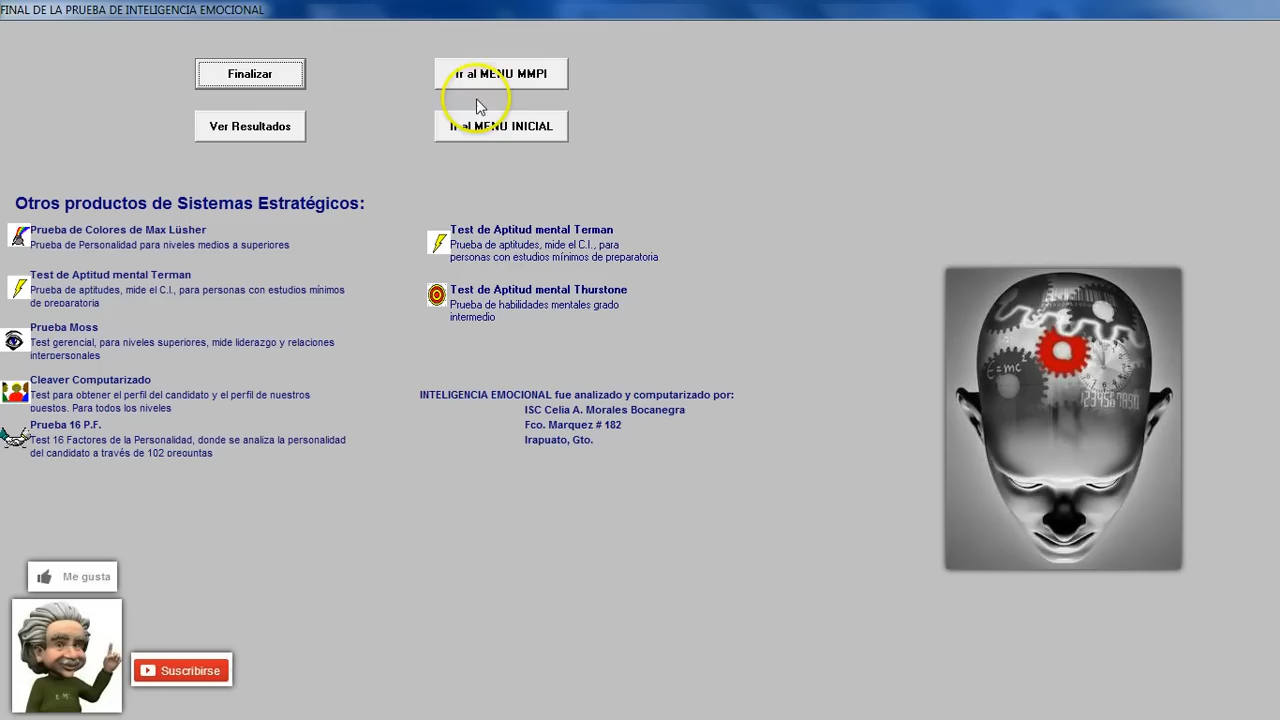 FINAL DE LA PRUEBA DE INTELIGENCIA EMOCIONAL
Finalizar
Ir al MENU MMPI
Ver Resultados
Ir al MENU INICIAL
Otros productos de Sistemas Estratégicos:
Prueba de Colores de Max Lüsher
Prueba de Personalidad para niveles medios a superiores
Test de Aptitud mental Terman
Prueba de aptitudes, mide el C.I., para personas con estudios mínimos
de preparatoria
Prueba Moss
Test gerencial, para niveles superiores, mide liderazgo y relaciones
interpersonales
Cleaver Computarizado
Test para obtener el perfil del candidato y el perfil de nuestros
puestos. Para todos los niveles
Prueba 16 P.F.
Test 16 Factores de la Personalidad, donde se analiza la personalidad
del candidato a través de 102 preguntas
Test de Aptitud mental Terman
Prueba de aptitudes, mide el C.I., para
personas con estudios mínimos de preparatoria
Test de Aptitud mental Thurstone
Prueba de habilidades mentales grado
intermedio
INTELIGENCIA EMOCIONAL fue analizado y computarizado por:
ISC Celia A. Morales Bocanegra
Fco. Marquez # 182
Irapuato, Gto.
E=mc²
Me gusta
Suscribirse